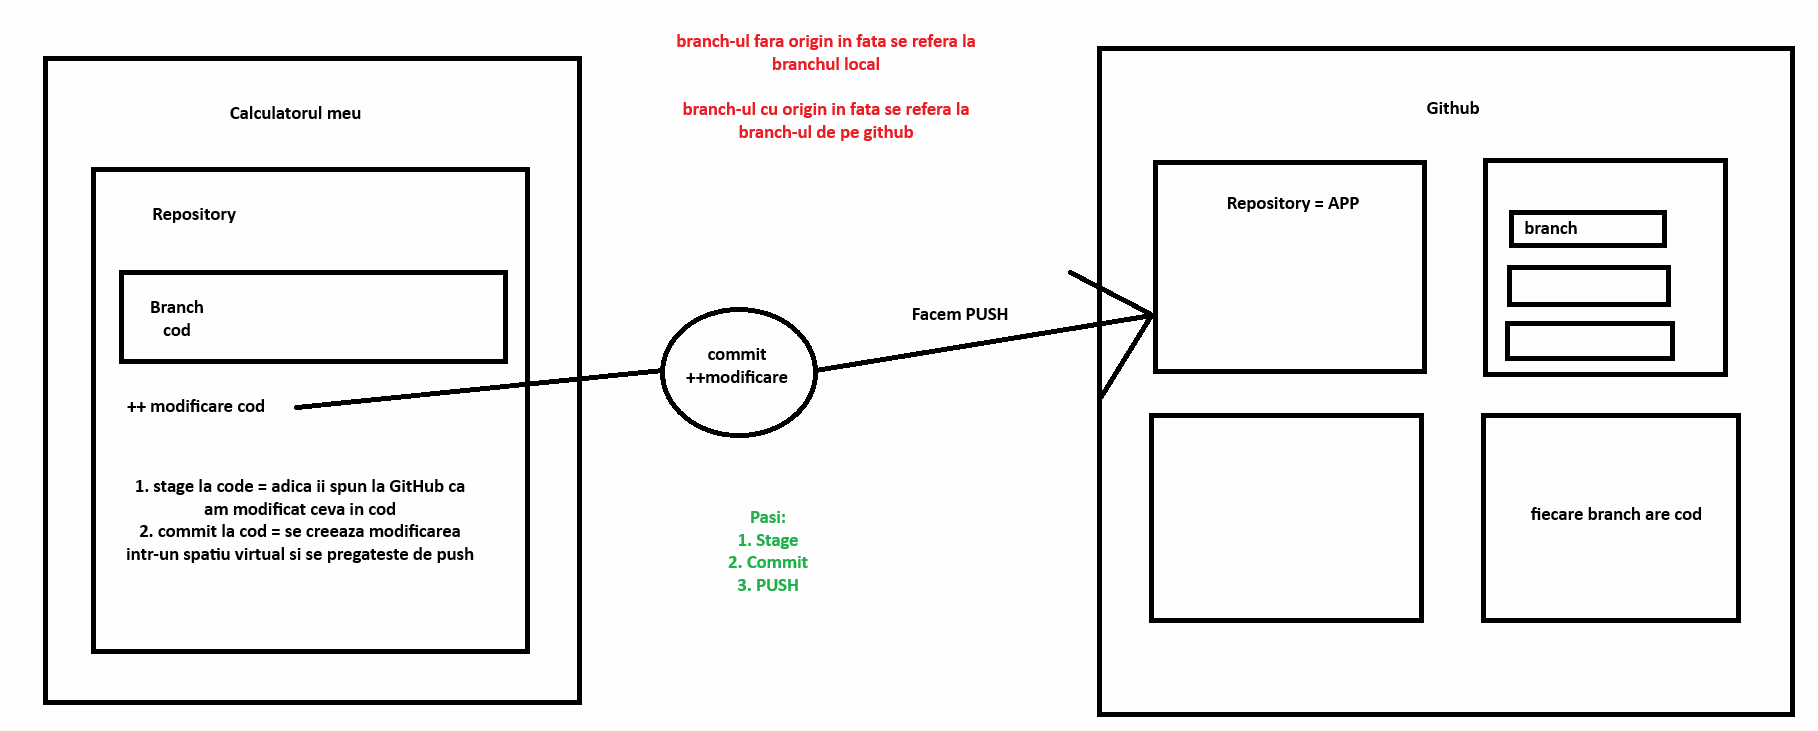 branch-ul fara origin in fata se refera la
branchul local
branch-ul cu origin in fata se refera la
branch-ul de pe github
Calculatorul meu
Repository
Branch
cod
++ modificare cod
1. stage la code = adica ii spun la GitHub ca
am modificat ceva in cod
2. commit la cod = se creeaza modificarea
intr-un spatiu virtual si se pregateste de push
commit
++modificare
Facem PUSH
Pasi:
1. Stage
2. Commit
3. PUSH
Github
Repository = APP
branch
fiecare branch are cod